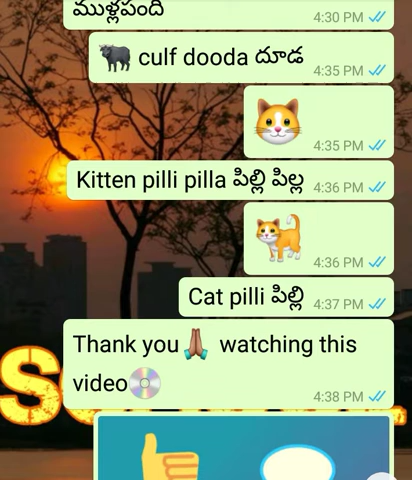 ముళ్లపంది
4:30 PM
🐃 culf dooda దూడ
4:35 PM
🐱
4:35 PM
Kitten pilli pilla పిల్లి పిల్ల 4:36 PM
🐈
4:36 PM
Cat pilli పిల్లి 4:37 PM
Thank you🙏🏽 watching this
video💿
4:38 PM